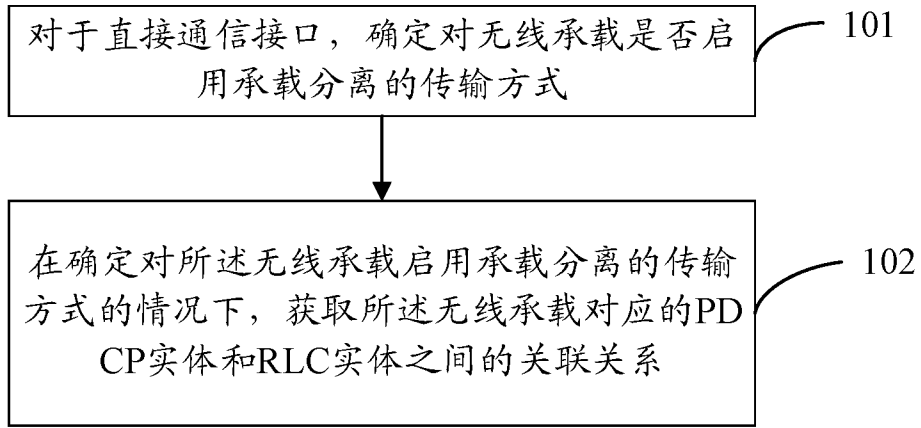 对于直接通信接口，确定对无线承载是否启
用承载分离的传输方式
101
在确定对所述无线承载启用承载分离的传输
方式的情况下，获取所述无线承载对应的PD
CP实体和RLC实体之间的关联关系
102